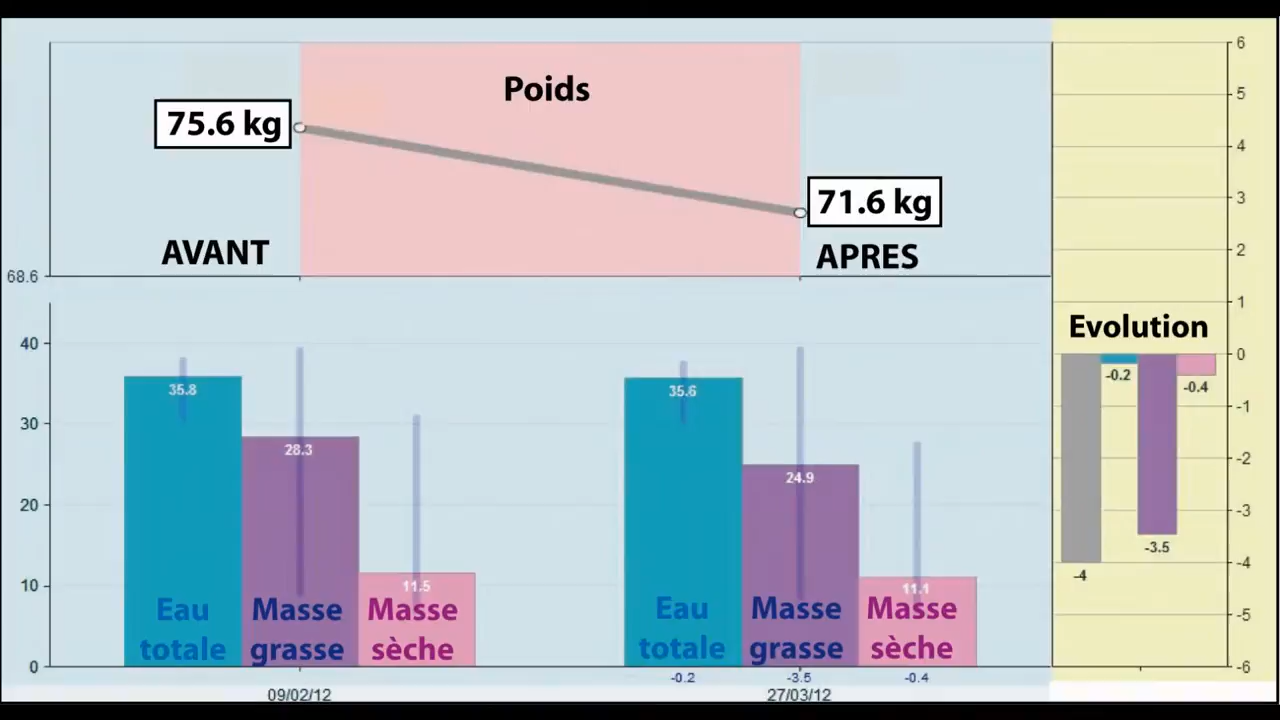 Poids
75.6 kg
71.6 kg
AVANT
APRES
68.6
40
30
20
10
0
35.8
28.3
11.5
Eau totale
Masse grasse
Masse sèche
09/02/12
35.6
24.9
11.1
Eau totale
Masse grasse
Masse sèche
-0.2
-3.5
-0.4
27/03/12
Evolution
-4
-0.2
-3.5
-0.4
6
5
4
3
2
1
0
-1
-2
-3
-4
-5
-6